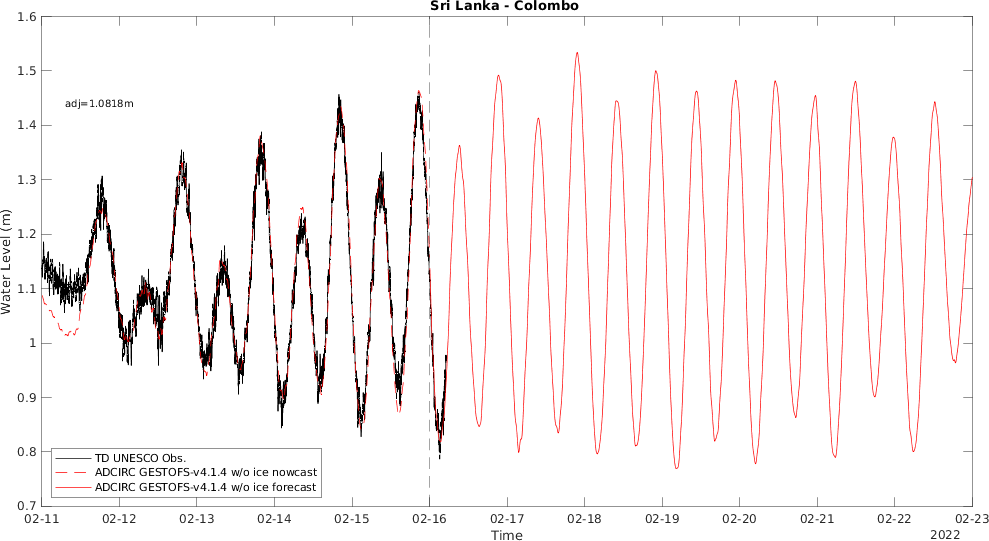 Sri Lanka - Colombo
1.6
1.5
1.4
1.3
1.2
1.1
1
0.9
0.8
0.7
Water Level (m)
adj=1.0818m
TD UNESCO Obs.
ADCIRC GESTOFS-v4.1.4 w/o ice nowcast
ADCIRC GESTOFS-v4.1.4 w/o ice forecast
02-11 02-12 02-13 02-14 02-15 02-16 02-17 02-18 02-19 02-20 02-21 02-22 02-23
Time
2022